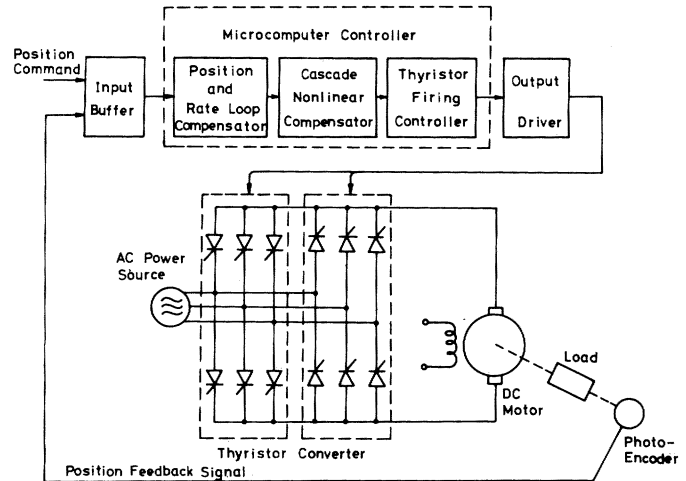 Microcomputer Controller
Position
Command
Input
Buffer
Position
and
Rate Loop
Compensator
Cascade
Nonlinear
Compensator
Thyristor
Firing
Controller
Output
Driver
AC Power
Source
Load
DC
Motor
Photo-
Encoder
Thyristor Converter
Position Feedback Signal